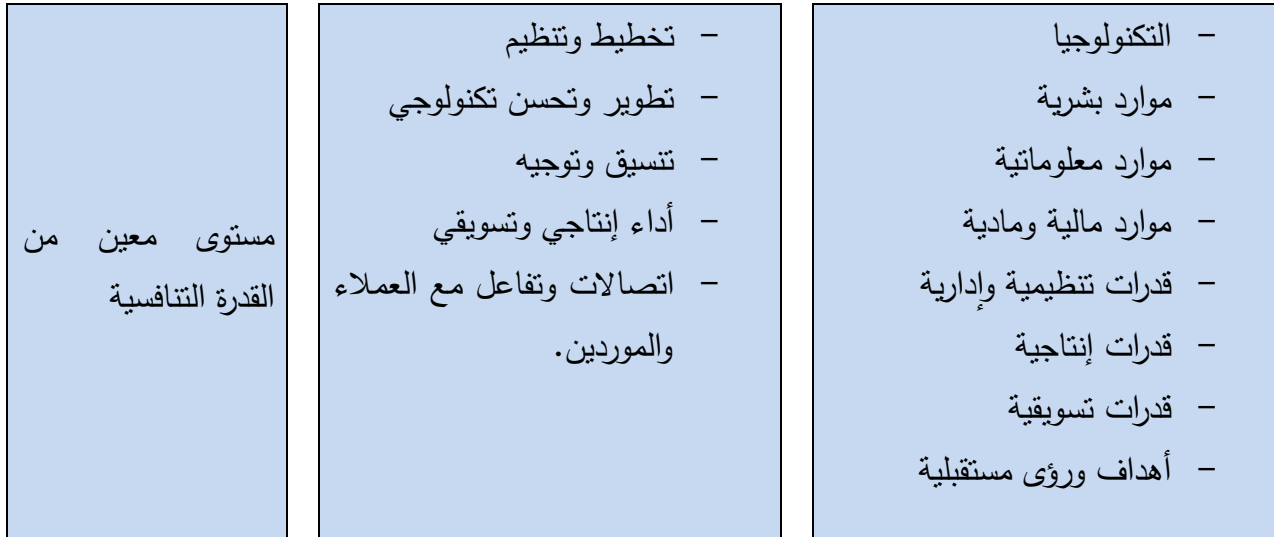 - التكنولوجيا
- موارد بشرية
- موارد معلوماتية
- موارد مالية ومادية
- قدرات تنظيمية وإدارية
- قدرات إنتاجية
- قدرات تسويقية
- أهداف ورؤى مستقبلية
- تخطيط وتنظيم
- تطوير وتحسن تكنولوجي
- تنسيق وتوجيه
- أداء إنتاجي وتسويقي
- اتصالات وتفاعل مع العملاء
والموردين.
مستوى معين من
القدرة التنافسية